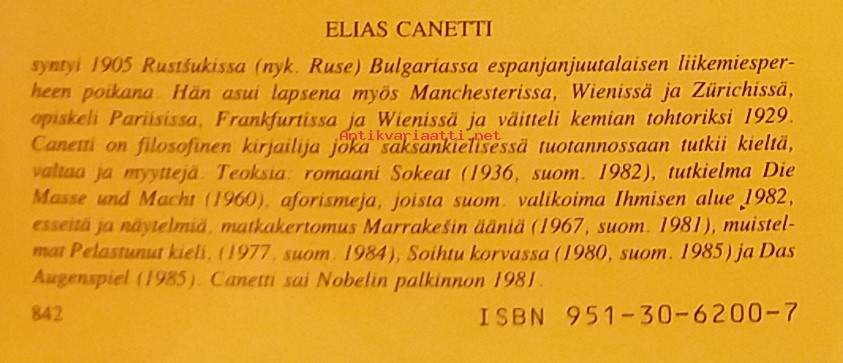 ELIAS CANETTI
syntyi 1905 Rustšukissa (nyk. Ruse) Bulgariassa espanjanjuutalaisen liikemiesper-
heen poikana. Hän asui lapsena myös Manchesterissa, Wienissä ja Zürichissä,
opiskeli Pariisissa, Frankfurtissa ja Wienissä ja väitteli kemian tohtoriksi 1929.
Antikvariaatti.net
Canetti on filosofinen kirjailija joka saksankielisessä tuotannossaan tutkii kieltä,
valtaa ja myyttejä. Teoksia: romaani Sokeat (1936, suom. 1982), tutkielma Die
Masse und Macht (1960), aforismeja, joista suom. valikoima Ihmisen alue 1982,
esseitä ja näytelmiä, matkakertomus Marrakešin ääniä (1967, suom. 1981), muistel-
mat Pelastunut kieli, (1977, suom. 1984), Soihtu korvassa (1980, suom. 1985) ja Das
Augenspiel (1985). Canetti sai Nobelin palkinnon 1981.
842
ISBN 951-30-6200-7